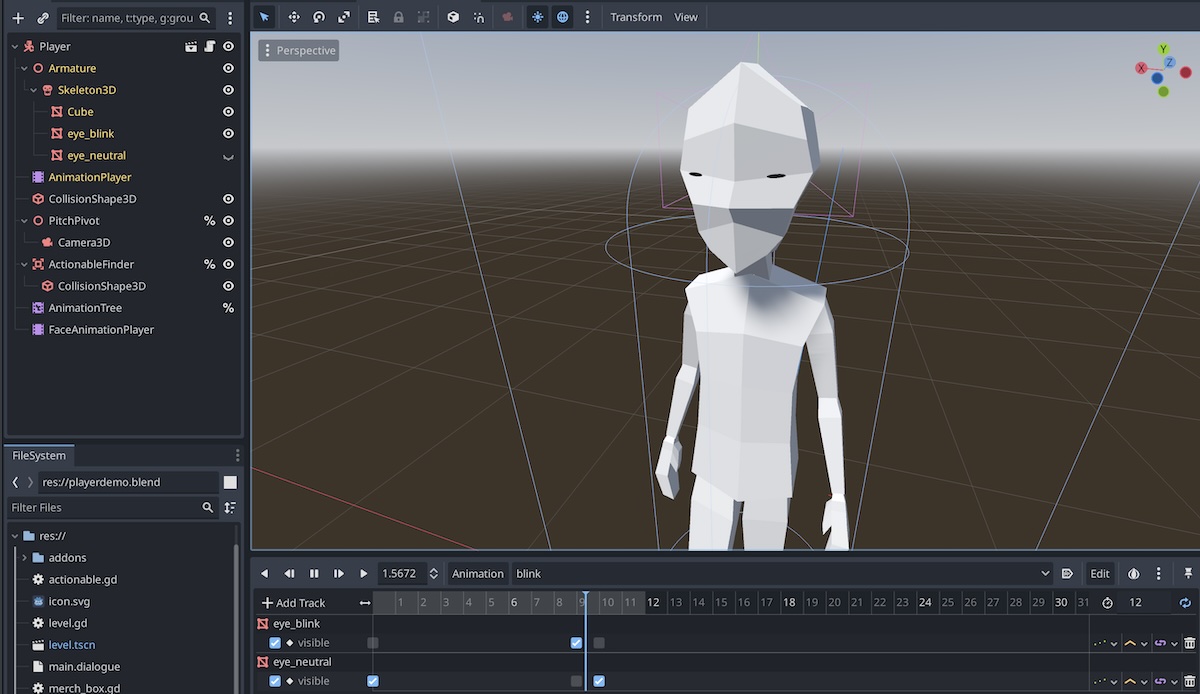 Filter: name, t:type, g:grou
Transform View
Player
Armature
Skeleton3D
Cube
eye_blink
eye_neutral
AnimationPlayer
CollisionShape3D
PitchPivot %
Camera3D
ActionableFinder %
CollisionShape3D
AnimationTree %
FaceAnimationPlayer
Perspective
Y
X Z
FileSystem
res://playerdemo.blend
Filter Files
res://
addons
actionable.gd
icon.svg
level.gd
level.tscn
main.dialogue
merch_box.gd
1.5672 Animation blink Edit
Add Track 1 2 3 4 5 6 7 8 9 10 11 12 13 14 15 16 17 18 19 20 21 22 23 24 25 26 27 28 29 30 31 12
eye_blink
visible
eye_neutral
visible